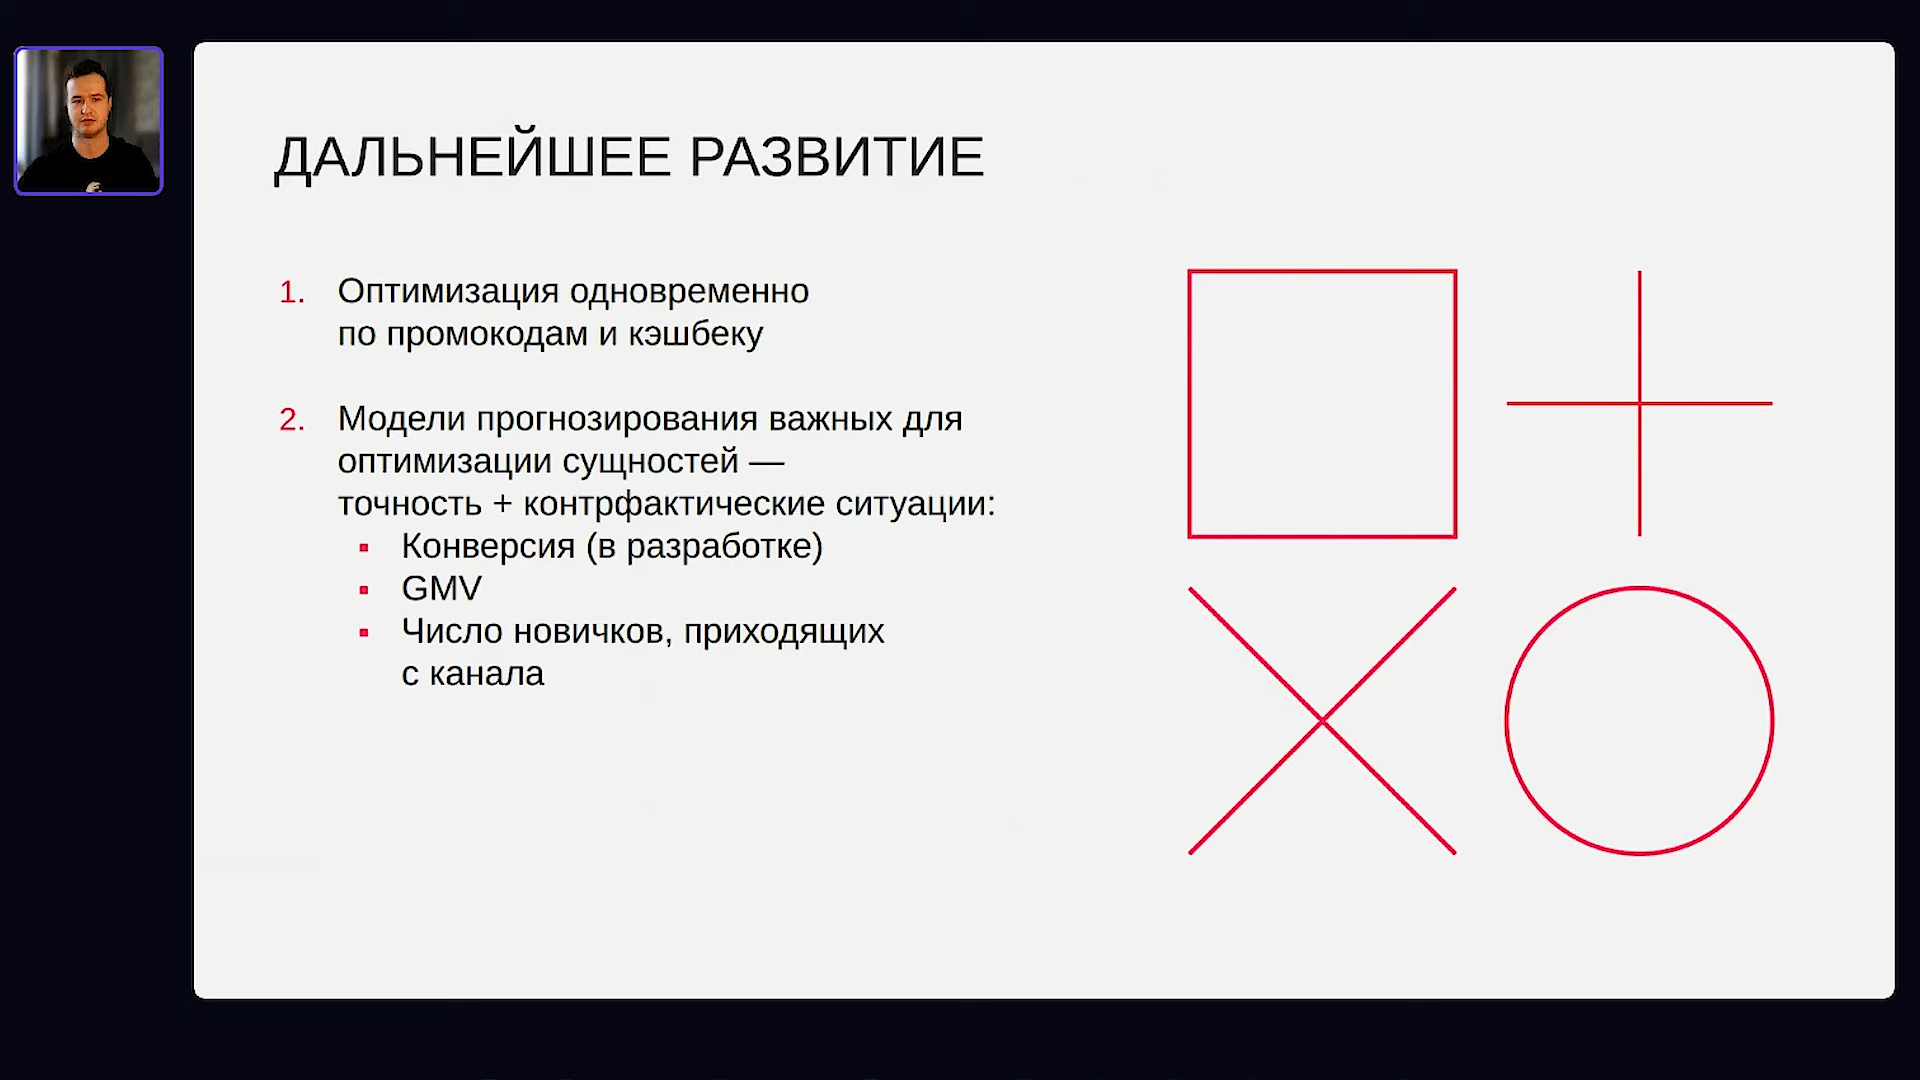 ДАЛЬНЕЙШЕЕ РАЗВИТИЕ
1. Оптимизация одновременно
по промокодам и кэшбеку
2. Модели прогнозирования важных для
оптимизации сущностей —
точность + контрфактические ситуации:
▪ Конверсия (в разработке)
▪ GMV
▪ Число новичков, приходящих
с канала